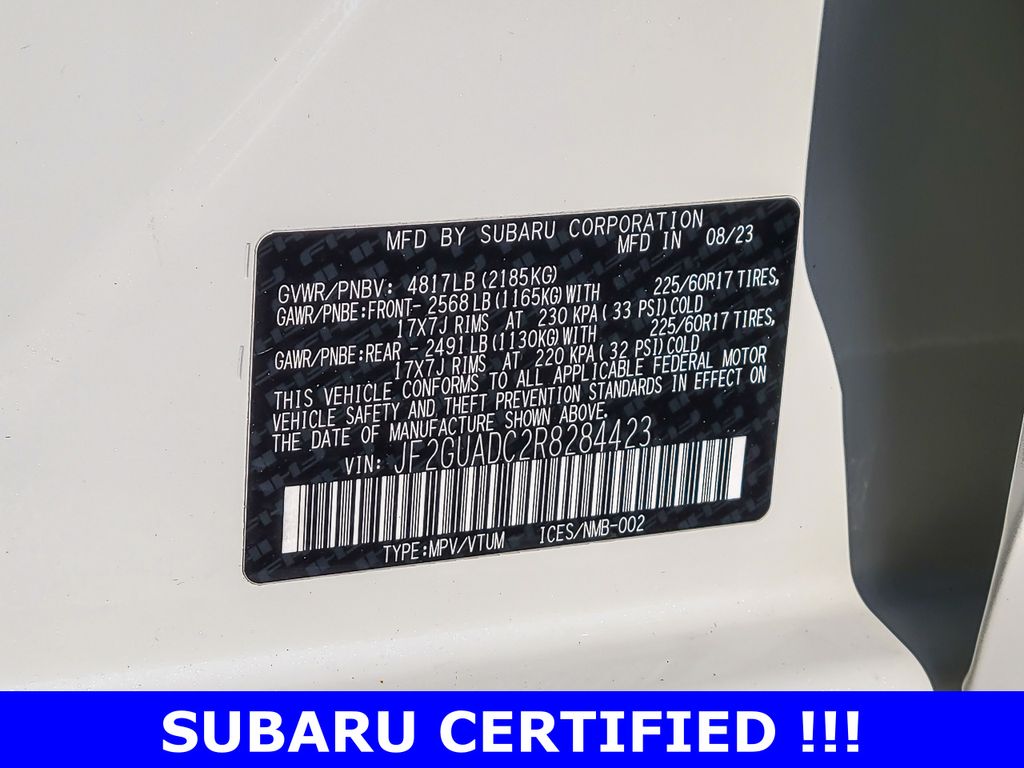 MFD BY SUBARU CORPORATION
MFD IN 08/23
GVWR/PNBV: 4817LB (2185KG)
GAWR/PNBE:FRONT- 2568 LB (1165KG) WITH 225/60R17 TIRES,
17X7J RIMS AT 230 KPA ( 33 PSI) COLD
GAWR/PNBE:REAR - 2491 LB (1130KG) WITH 225/60R17 TIRES,
17X7J RIMS AT 220 KPA ( 32 PSI) COLD
THIS VEHICLE CONFORMS TO ALL APPLICABLE FEDERAL MOTOR
VEHICLE SAFETY AND THEFT PREVENTION STANDARDS IN EFFECT ON
THE DATE OF MANUFACTURE SHOWN ABOVE.
VIN: JF2GUADC2R8284423
TYPE:MPV/VTUM ICES/NMB-002
SUBARU CERTIFIED !!!